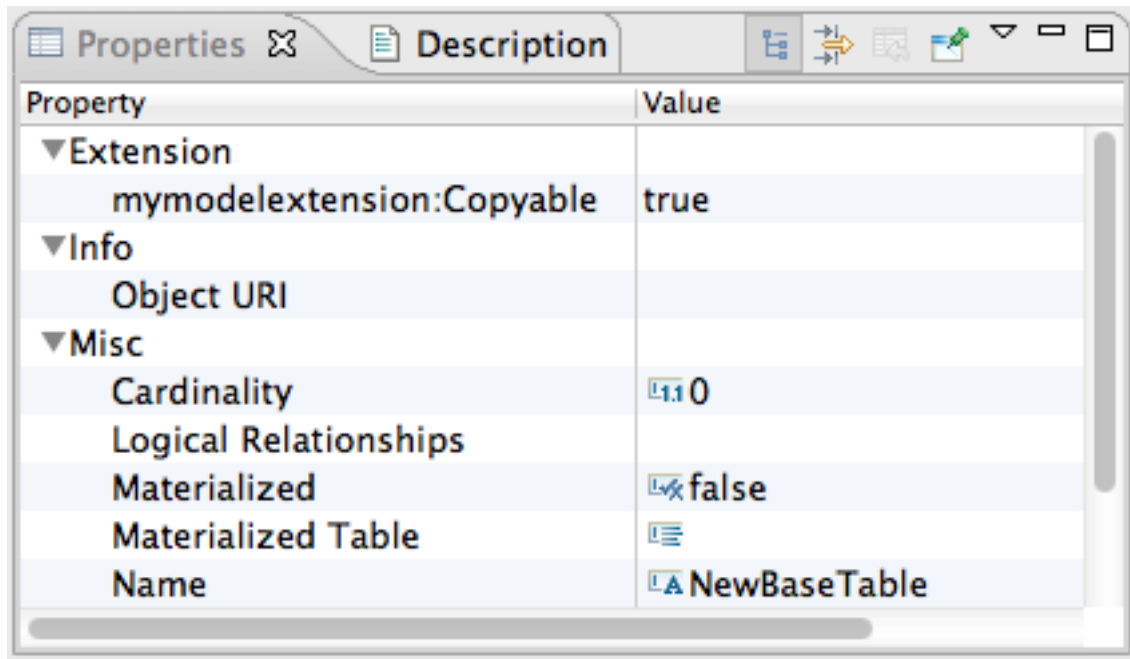 Properties Description
Property Value
Extension
mymodelextension:Copyable true
Info
Object URI
Misc
Cardinality 1.1 0
Logical Relationships
Materialized false
Materialized Table
Name A NewBaseTable